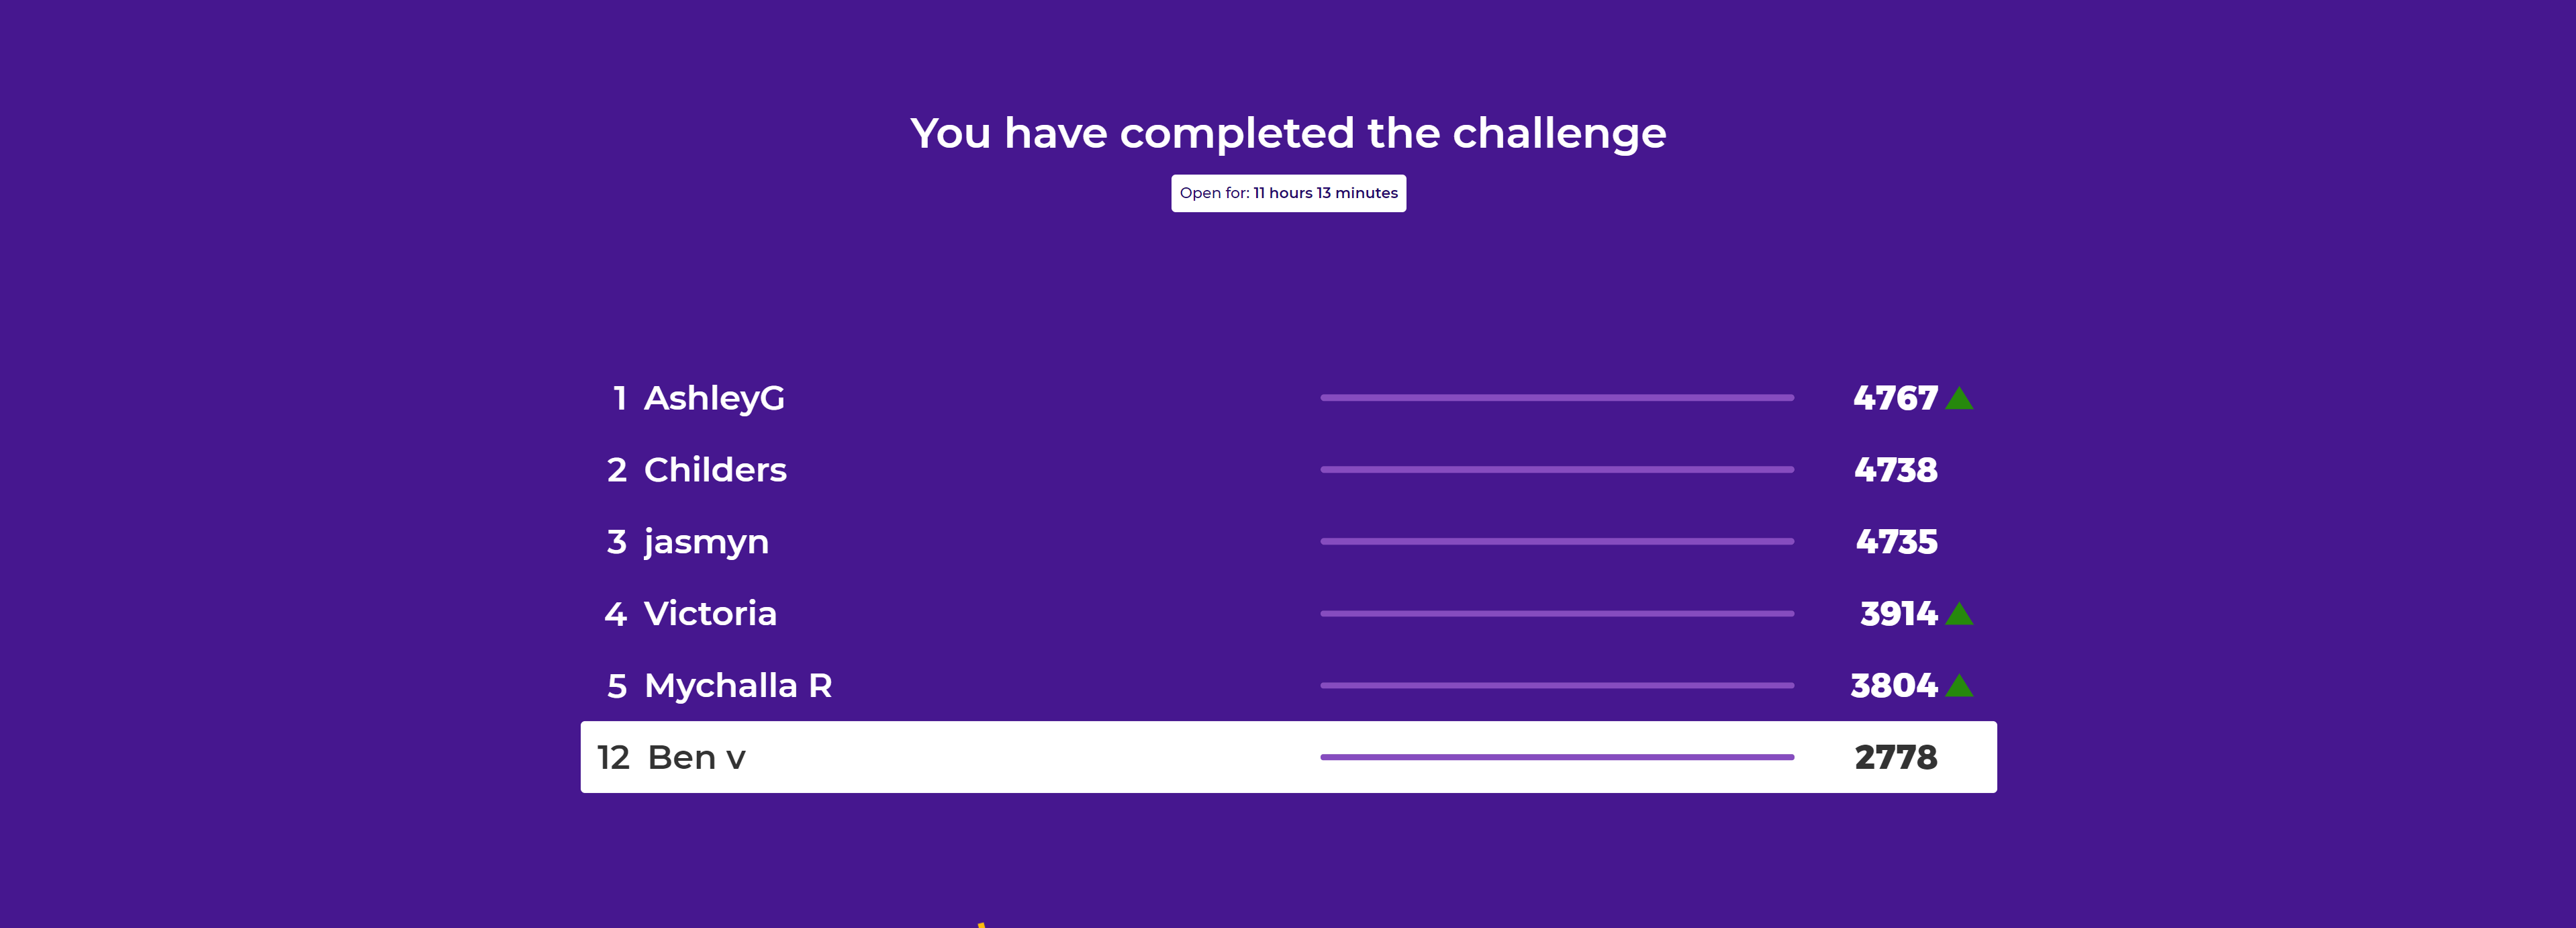 You have completed the challenge
Open for: 11 hours 13 minutes
1 AshleyG 4767
2 Childers 4738
3 jasmyn 4735
4 Victoria 3914
5 Mychalla R 3804
12 Ben v 2778